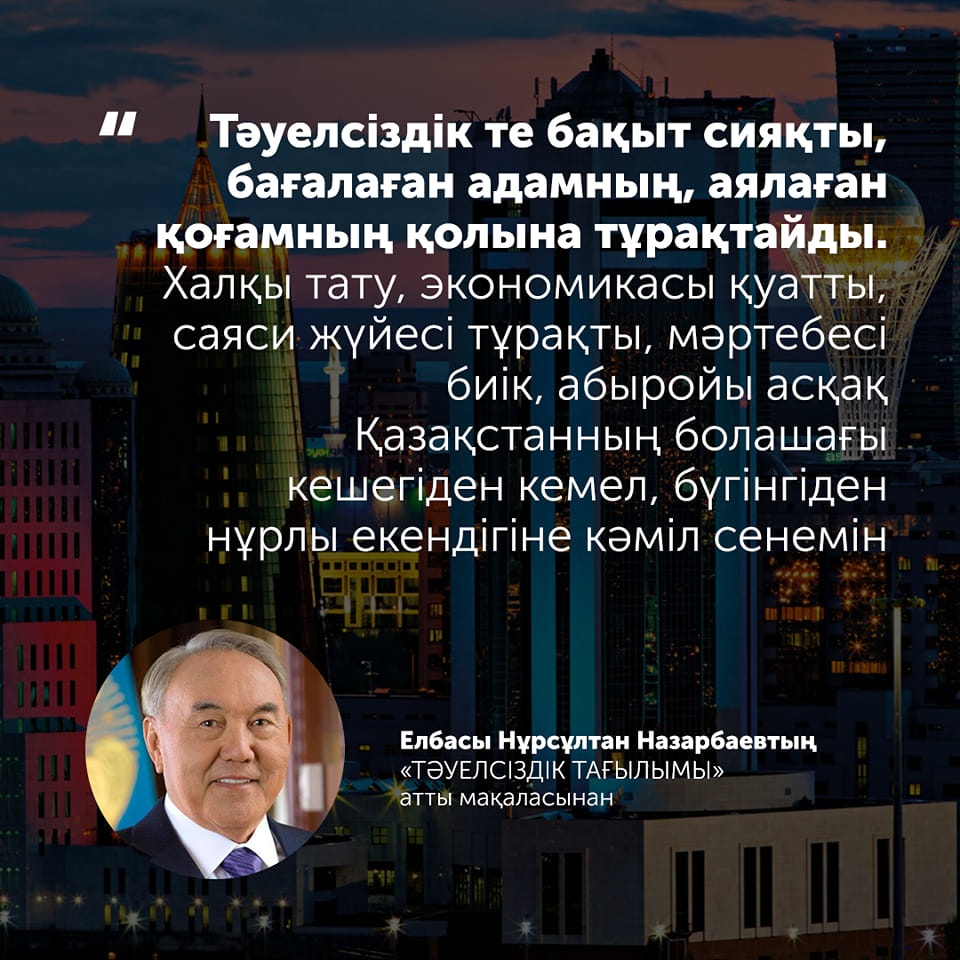 “ Тәуелсіздік те бақыт сияқты,
бағалаған адамның, аялаған
қоғамның қолына тұрақтайды.
Халқы тату, экономикасы қуатты,
саяси жүйесі тұрақты, мәртебесі
биік, абыройы асқақ
Қазақстанның болашағы
кешегіден кемел, бүгінгіден
нұрлы екендігіне кәміл сенемін
Елбасы Нұрсұлтан Назарбаевтың
«ТӘУЕЛСІЗДІК ТАҒЫЛЫМЫ»
атты мақаласынан